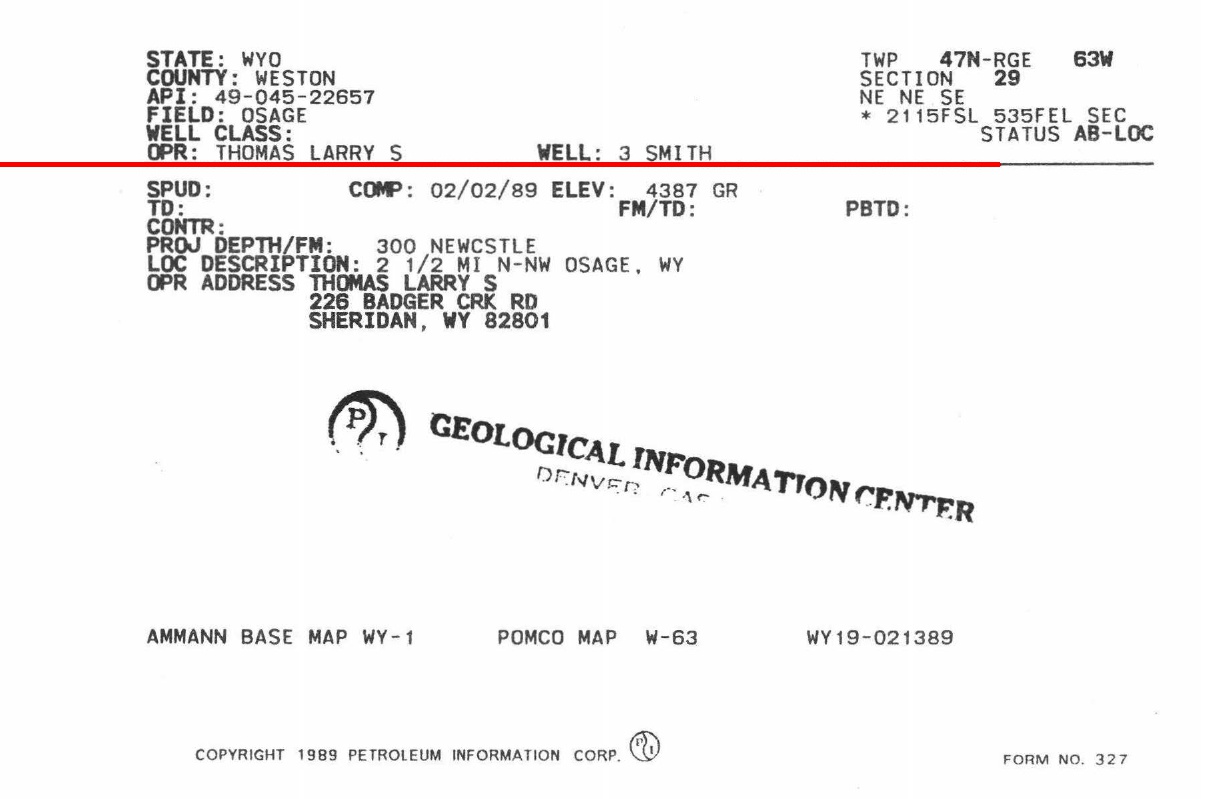 STATE: WYO
COUNTY: WESTON
API: 49-045-22657
FIELD: OSAGE
WELL CLASS:
OPR: THOMAS LARRY S WELL: 3 SMITH
TWP 47N-RGE 63W
SECTION 29
NE NE SE
* 2115FSL 535FEL SEC
STATUS AB-LOC
SPUD: COMP: 02/02/89 ELEV: 4387 GR
TD: FM/TD: PBTD:
CONTR:
PROJ DEPTH/FM: 300 NEWCSTLE
LOC DESCRIPTION: 2 1/2 MI N-NW OSAGE, WY
OPR ADDRESS THOMAS LARRY S
226 BADGER CRK RD
SHERIDAN, WY 82801
P I GEOLOGICAL INFORMATION CENTER
DENVER
AMMANN BASE MAP WY-1 POMCO MAP W-63 WY19-021389
COPYRIGHT 1989 PETROLEUM INFORMATION CORP. P I
FORM NO. 327